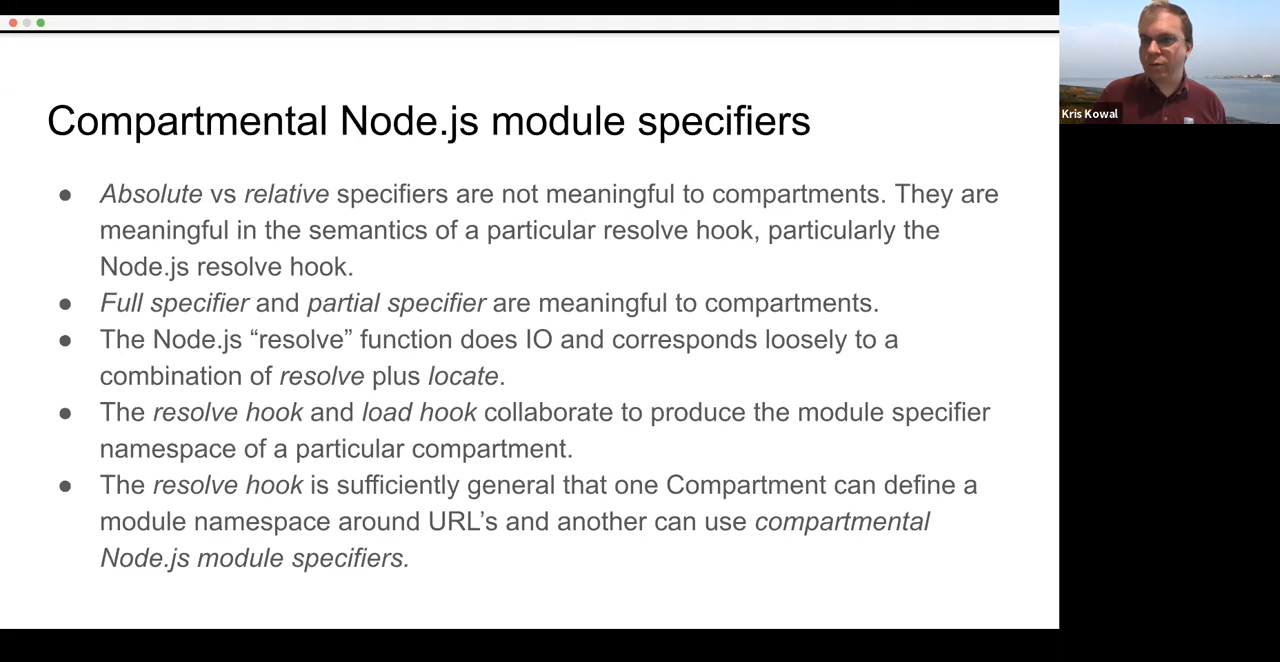 Compartmental Node.js module specifiers
● Absolute vs relative specifiers are not meaningful to compartments. They are
meaningful in the semantics of a particular resolve hook, particularly the
Node.js resolve hook.
● Full specifier and partial specifier are meaningful to compartments.
● The Node.js “resolve” function does IO and corresponds loosely to a
combination of resolve plus locate.
● The resolve hook and load hook collaborate to produce the module specifier
namespace of a particular compartment.
● The resolve hook is sufficiently general that one Compartment can define a
module namespace around URL’s and another can use compartmental
Node.js module specifiers.
Kris Kowal